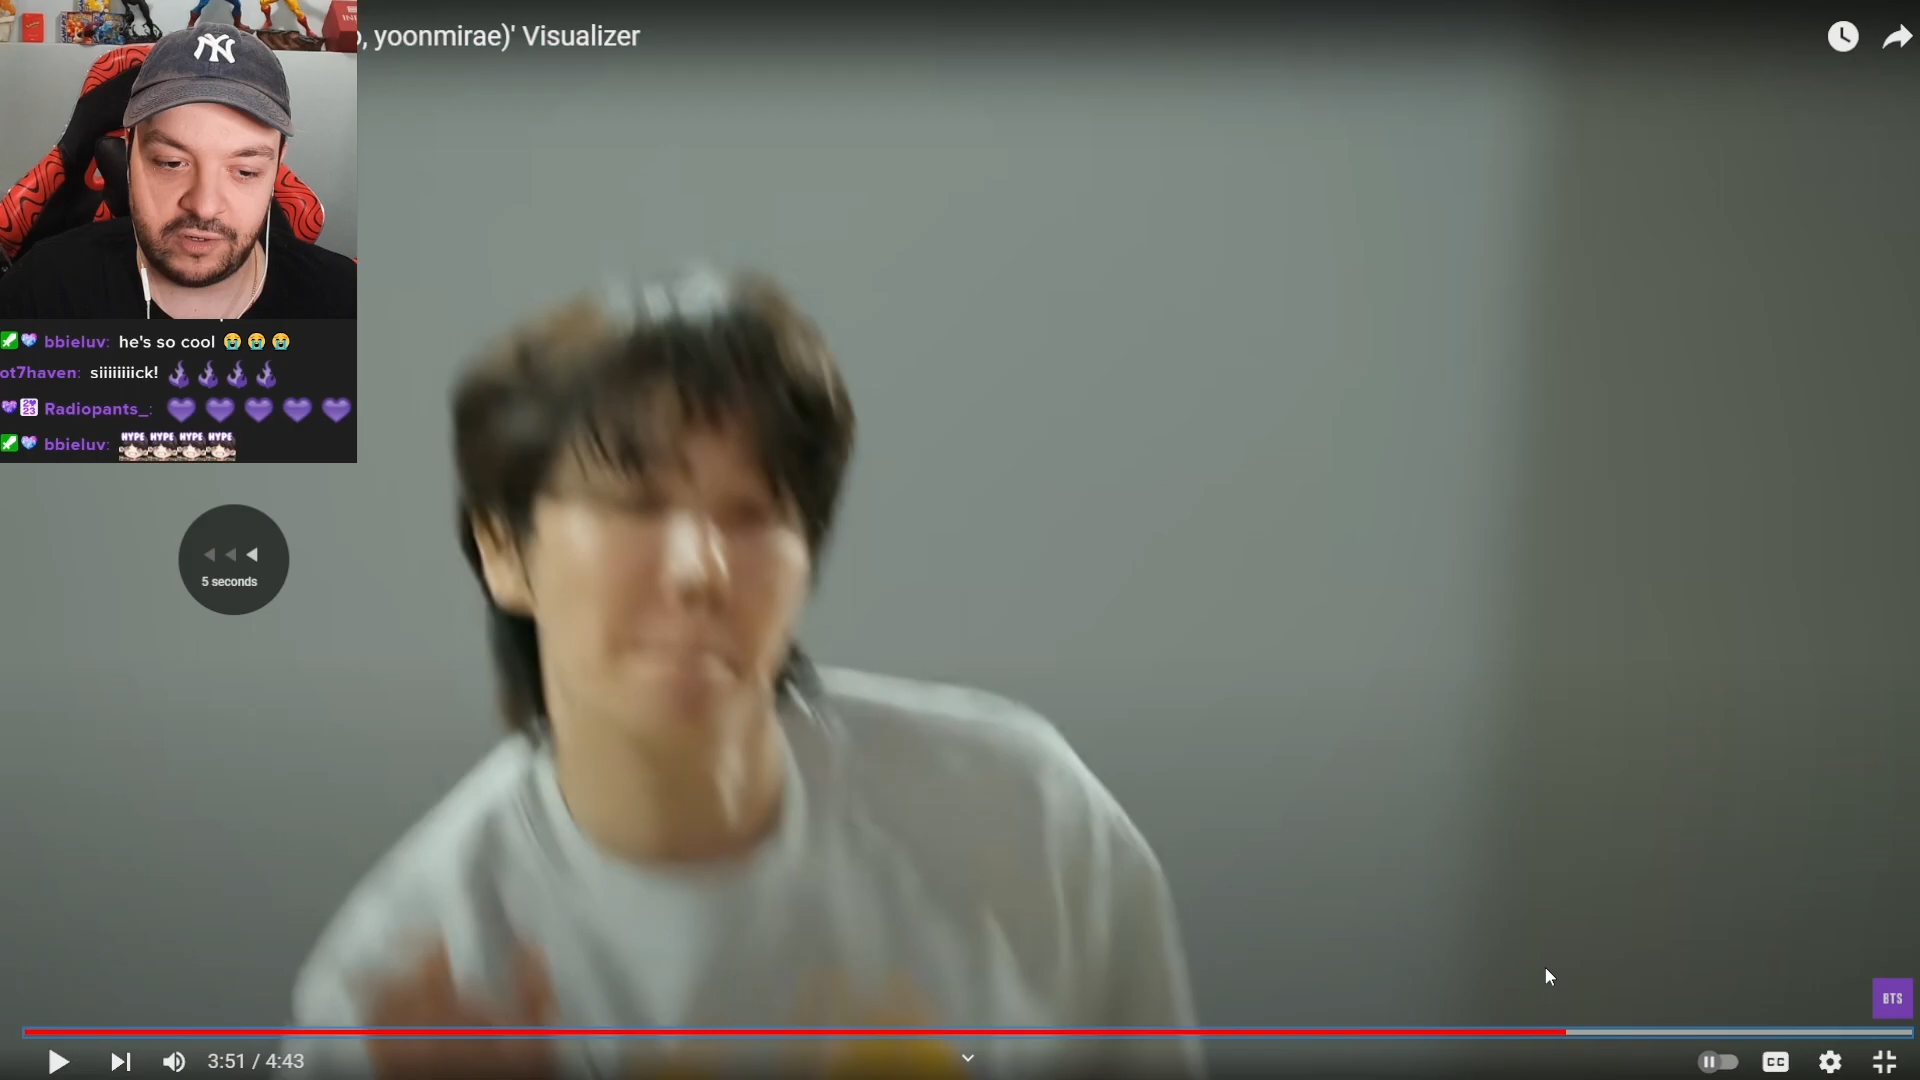 , yoonmirae)' Visualizer
NY
bbieluv: he's so cool 😭😭😭
ot7haven: siiiiiiick!
Radiopants_:
bbieluv: HYPE HYPE HYPE HYPE
5 seconds
BTS
3:51 / 4:43
CC